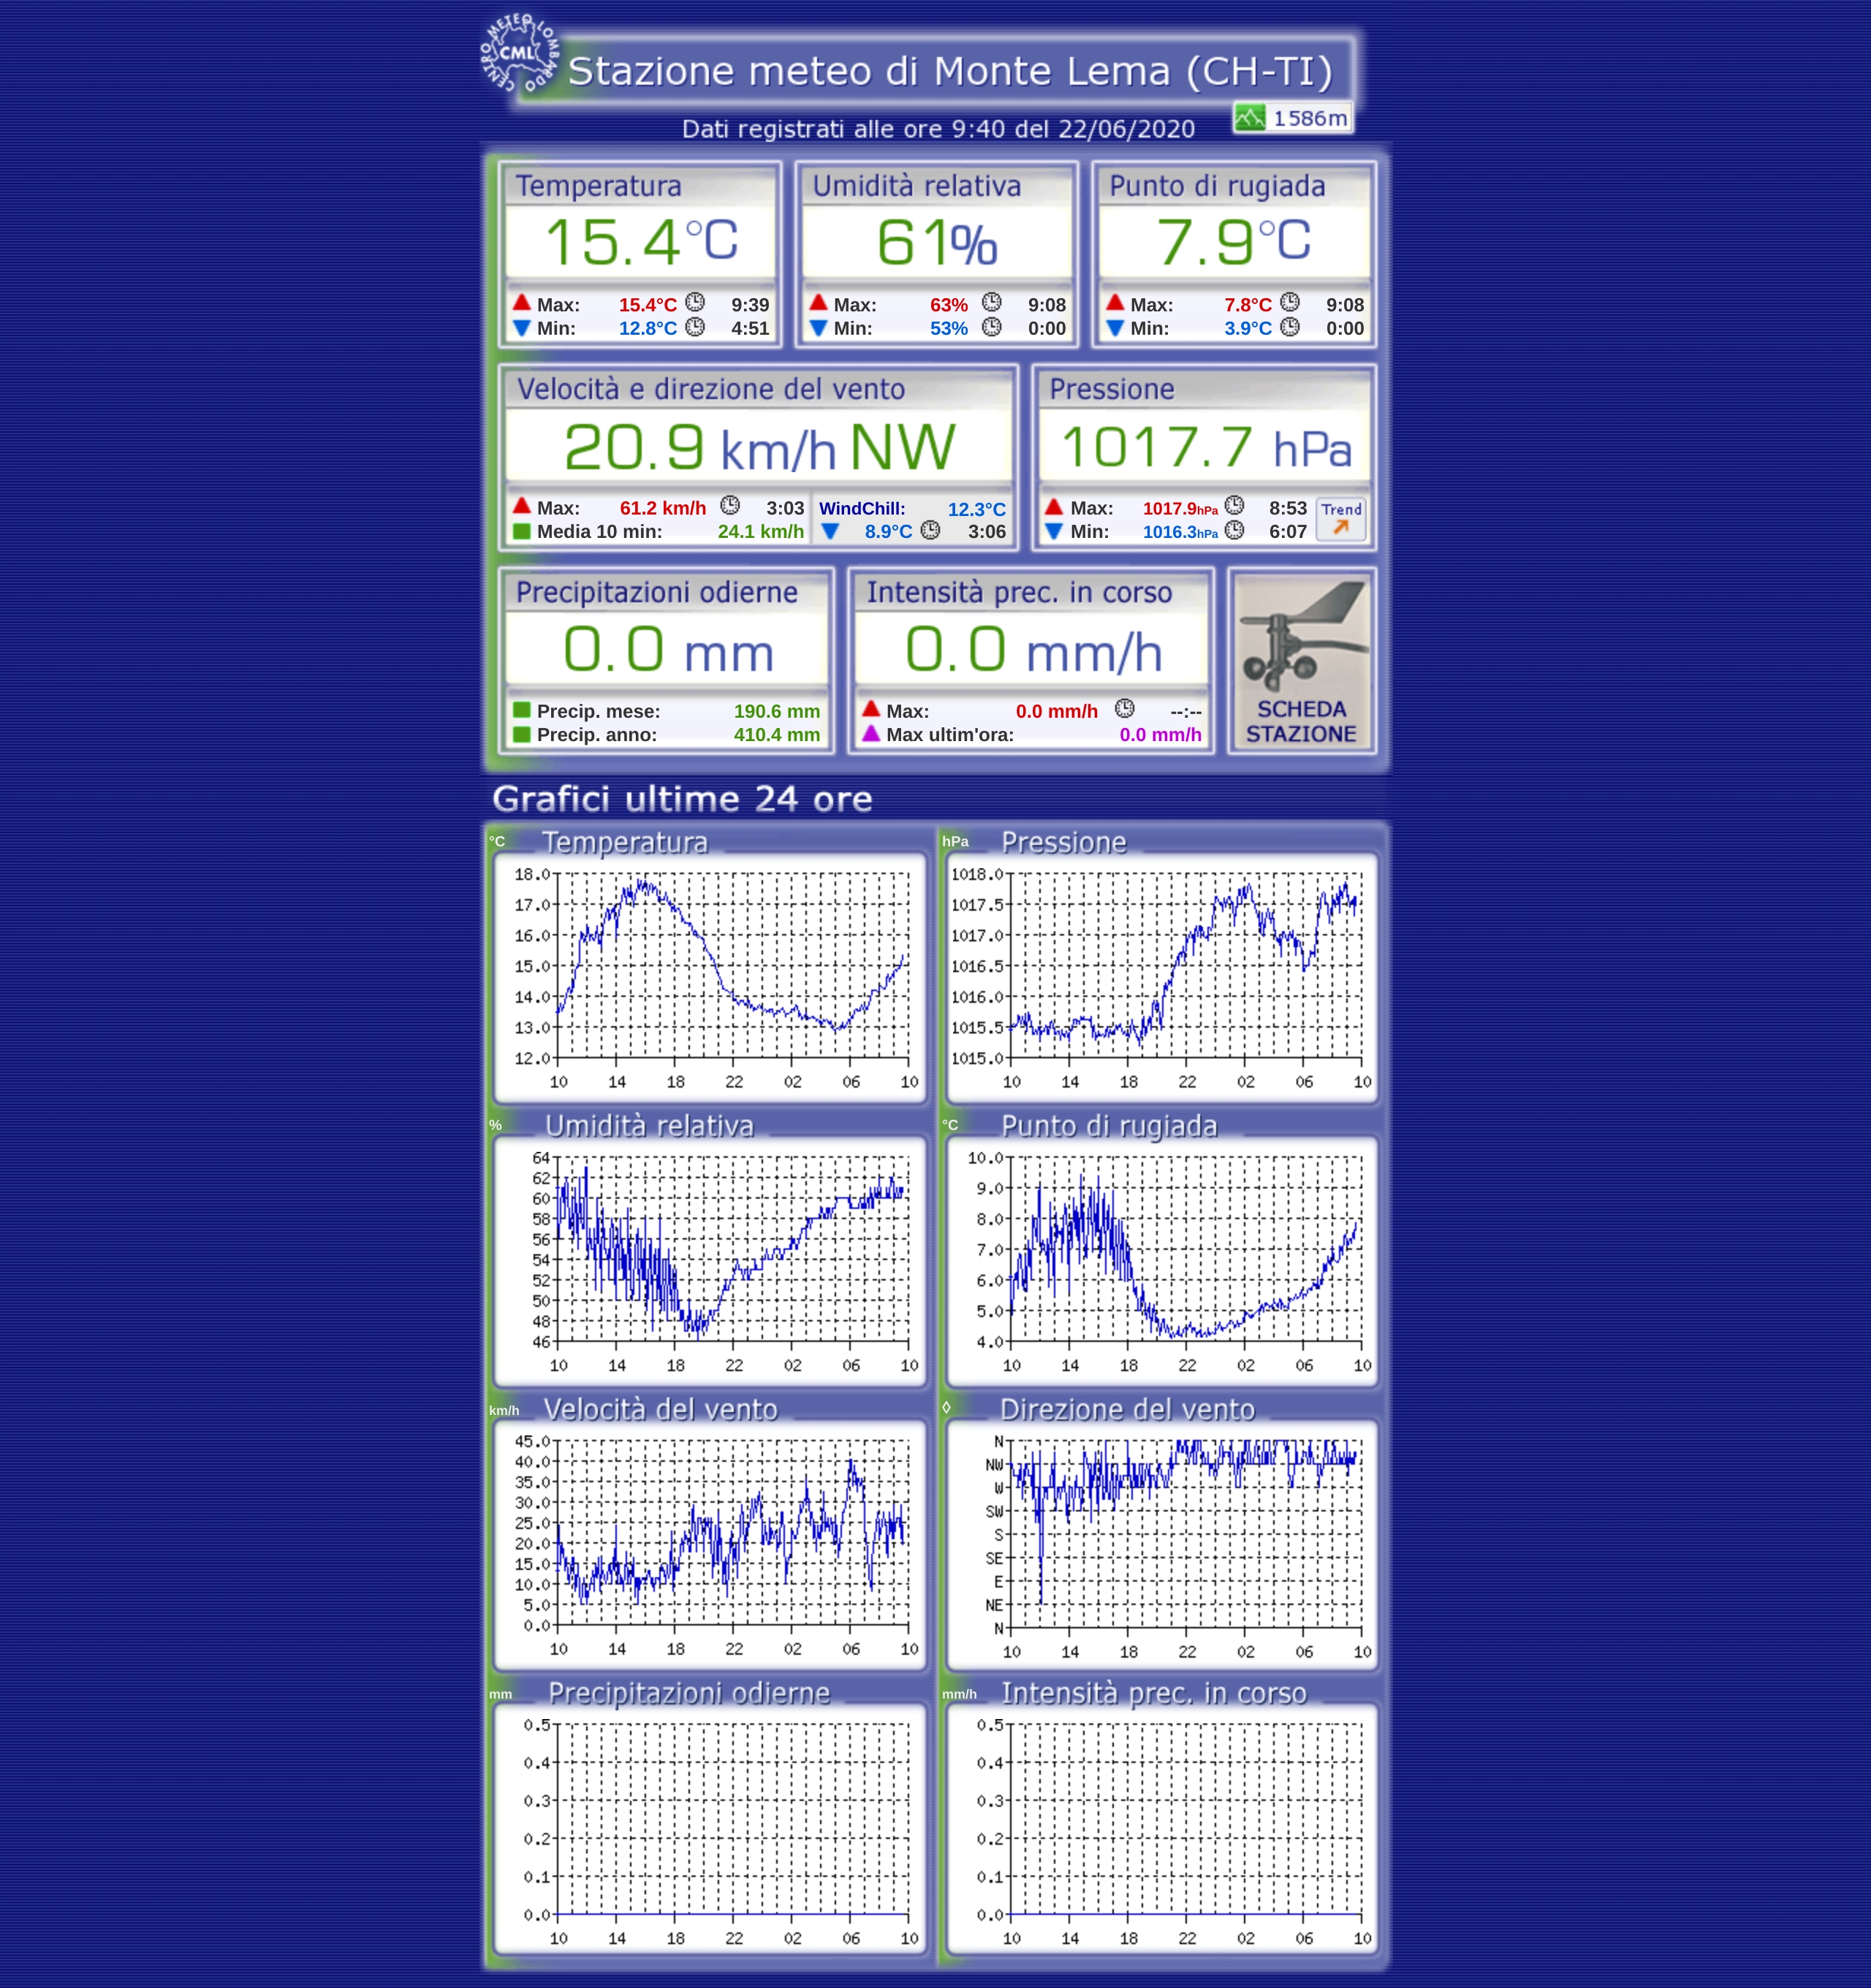 CENTRO METEO LOMBARDO
CML
Stazione meteo di Monte Lema (CH-TI)
1586m
Dati registrati alle ore 9:40 del 22/06/2020
Temperatura
15.4°C
Max: 15.4°C 9:39
Min: 12.8°C 4:51
Umidità relativa
61%
Max: 63% 9:08
Min: 53% 0:00
Punto di rugiada
7.9°C
Max: 7.8°C 9:08
Min: 3.9°C 0:00
Velocità e direzione del vento
20.9 km/h NW
Max: 61.2 km/h 3:03
Media 10 min: 24.1 km/h
WindChill: 12.3°C
8.9°C 3:06
Pressione
1017.7 hPa
Max: 1017.9hPa 8:53
Min: 1016.3hPa 6:07
Trend
Precipitazioni odierne
0.0 mm
Precip. mese: 190.6 mm
Precip. anno: 410.4 mm
Intensità prec. in corso
0.0 mm/h
Max: 0.0 mm/h --:--
Max ultim'ora: 0.0 mm/h
SCHEDA
STAZIONE
Grafici ultime 24 ore
°C Temperatura
18.0
17.0
16.0
15.0
14.0
13.0
12.0
10 14 18 22 02 06 10
hPa Pressione
1018.0
1017.5
1017.0
1016.5
1016.0
1015.5
1015.0
10 14 18 22 02 06 10
% Umidità relativa
64
62
60
58
56
54
52
50
48
46
10 14 18 22 02 06 10
°C Punto di rugiada
10.0
9.0
8.0
7.0
6.0
5.0
4.0
10 14 18 22 02 06 10
km/h Velocità del vento
45.0
40.0
35.0
30.0
25.0
20.0
15.0
10.0
5.0
0.0
10 14 18 22 02 06 10
◊ Direzione del vento
N
NW
W
SW
S
SE
E
NE
N
10 14 18 22 02 06 10
mm Precipitazioni odierne
0.5
0.4
0.3
0.2
0.1
0.0
10 14 18 22 02 06 10
mm/h Intensità prec. in corso
0.5
0.4
0.3
0.2
0.1
0.0
10 14 18 22 02 06 10